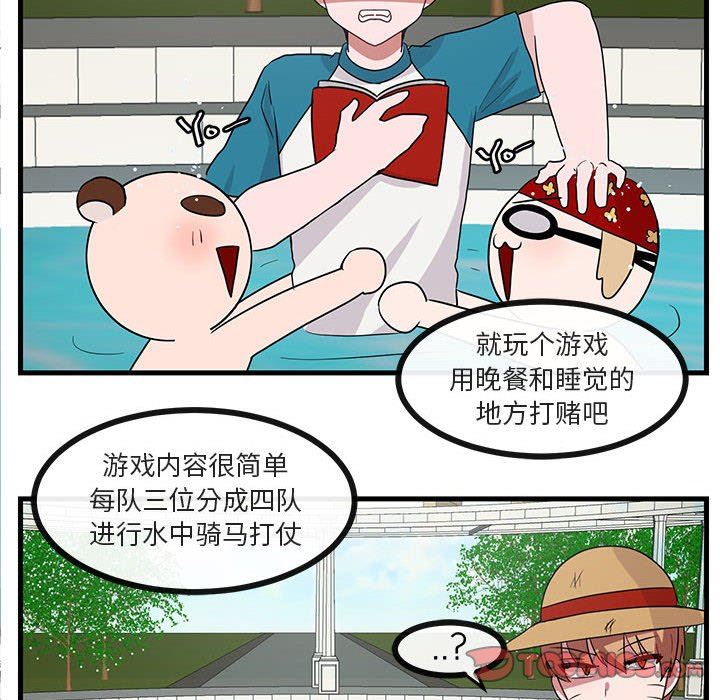 Yo~
Yo~
就玩个游戏
用晚餐和睡觉的
地方打赌吧
游戏内容很简单
每队三位分成四队
进行水中骑马打仗
..?